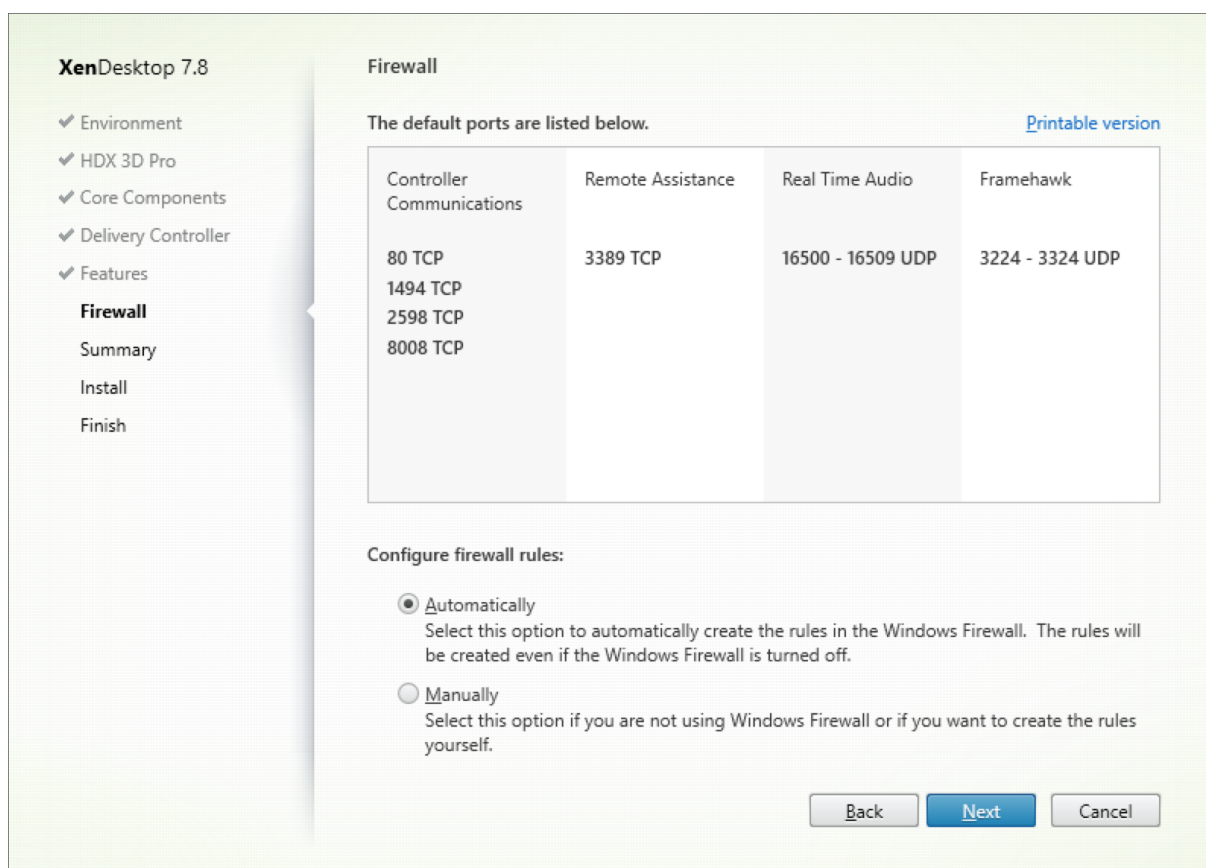 XenDesktop 7.8
Environment
HDX 3D Pro
Core Components
Delivery Controller
Features
Firewall
Summary
Install
Finish
Firewall
The default ports are listed below.
Printable version
Controller
Communications
80 TCP
1494 TCP
2598 TCP
8008 TCP
Remote Assistance
3389 TCP
Real Time Audio
16500 - 16509 UDP
Framehawk
3224 - 3324 UDP
Configure firewall rules:
Automatically
Select this option to automatically create the rules in the Windows Firewall.  The rules will
be created even if the Windows Firewall is turned off.
Manually
Select this option if you are not using Windows Firewall or if you want to create the rules
yourself.
Back
Next
Cancel